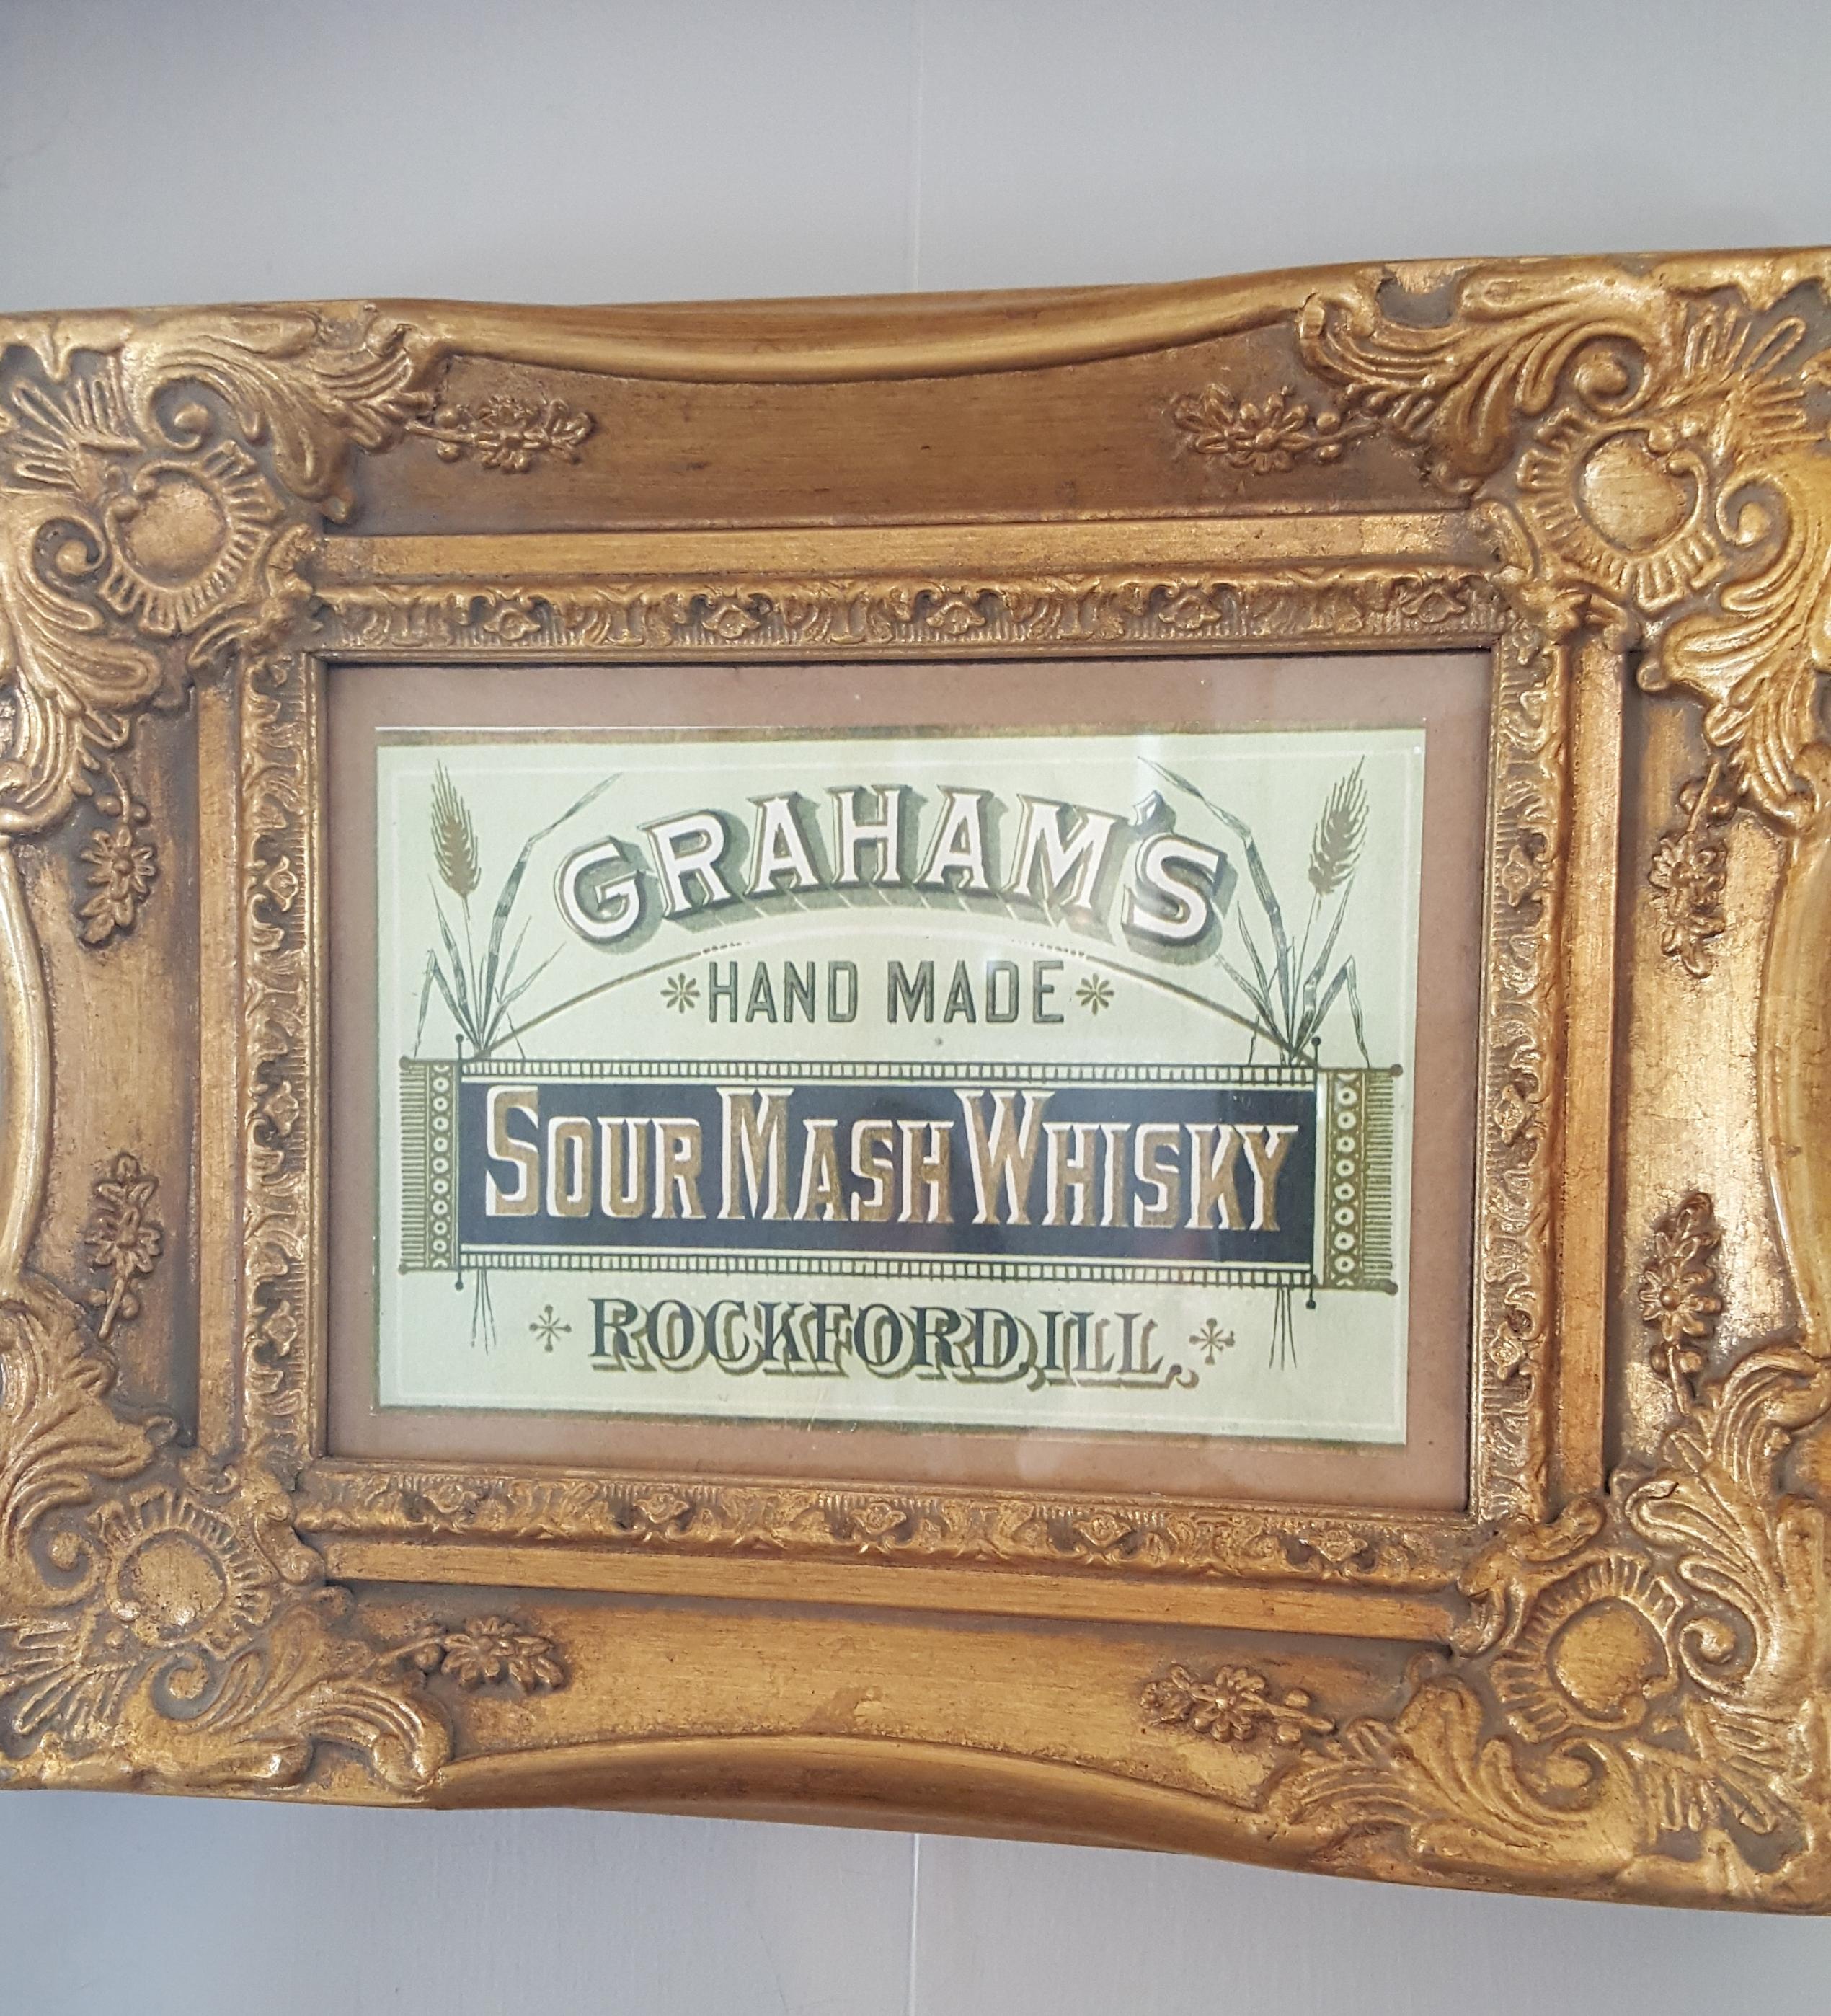 GRAHAM'S
HAND MADE
SOUR MASH WHISKY
ROCKFORD, ILL.